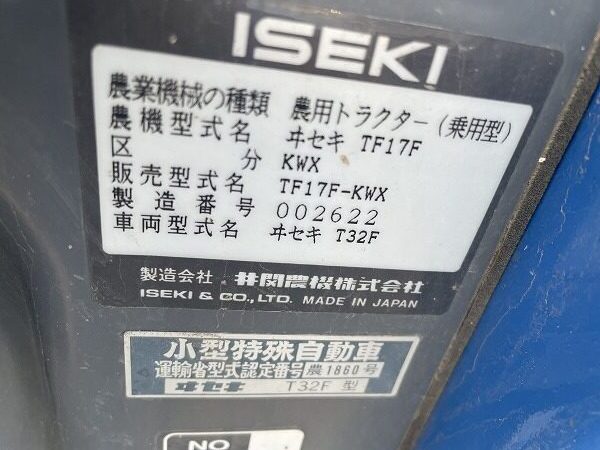 ISEKI
農業機械の種類 農用トラクター(乗用型)
農機型式名 ヰセキ TF17F
区分 KWX
販売型式名 TF17F-KWX
製造番号 002622
車両型式名 ヰセキ T32F
製造会社 井関農機株式会社
ISEKI & CO., LTD. MADE IN JAPAN
小型特殊自動車
運輸省型式認定番号 農1860号
ヰセキ T32F 型
NO